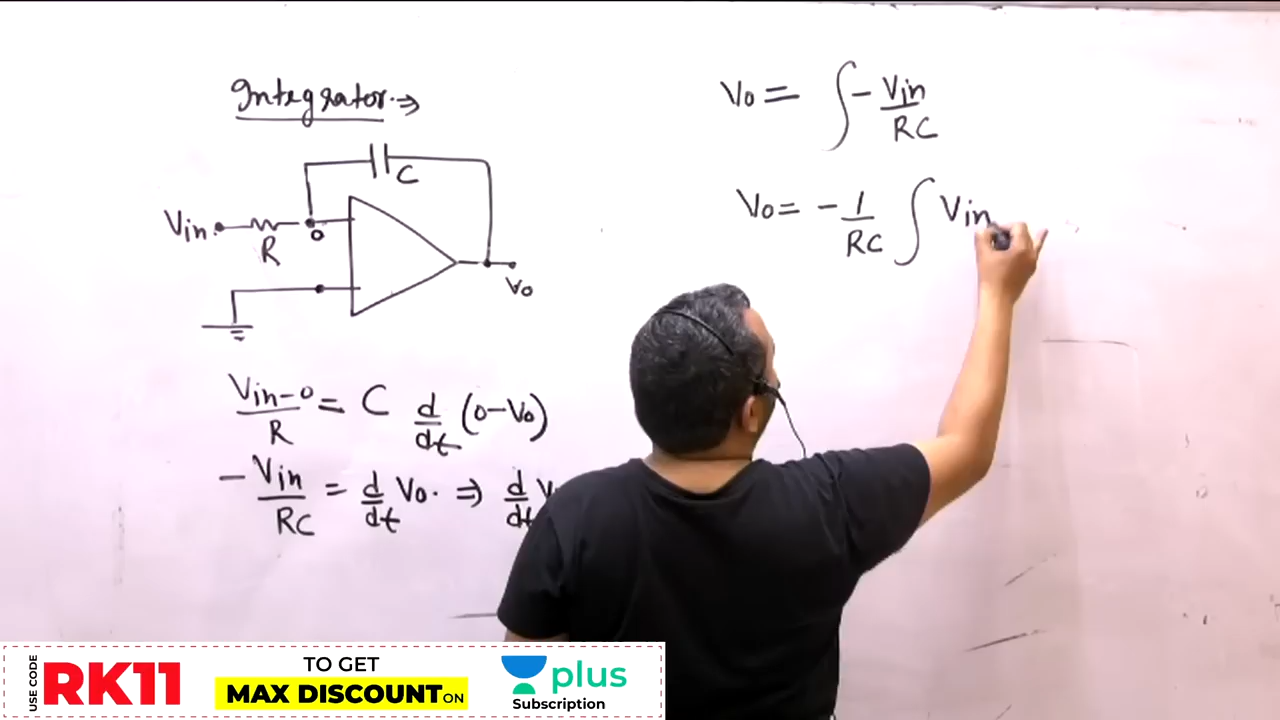 Integrator →
C
Vin
R
0
Vo
Vin-0/R = C d/dt (0-Vo)
-Vin/RC = d/dt Vo. ⇒ d/dt V
Vo = ∫ - Vin/RC
Vo = - 1/RC ∫ Vin
USE CODE
RK11
TO GET
MAX DISCOUNT ON
plus
Subscription